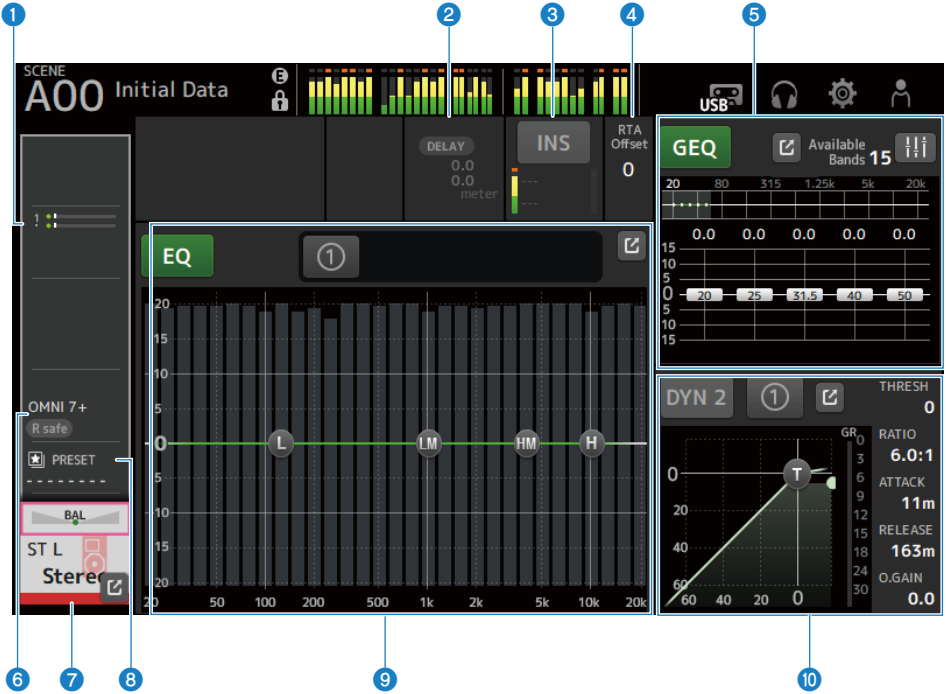 1
2
3
4
5
SCENE
A00 Initial Data
E
USB
!
OMNI 7+
R safe
PRESET
--------
BAL
ST L
Stere
DELAY
0.0
0.0
meter
INS
---
---
RTA
Offset
0
EQ
1
20
15
5
0
5
10
15
20
L
LM
HM
H
20 50 100 200 500 1k 2k 5k 10k 20k
GEQ
Available
Bands 15
20 80 315 1.25k 5k 20k
0.0 0.0 0.0 0.0 0.0
15
10
5
0
5
10
15
20 25 31.5 40 50
DYN 2
1
T
0
20
40
60
60 40 20 0
GR
0
3
6
9
12
15
18
24
30
THRESH
0
RATIO
6.0:1
ATTACK
11m
RELEASE
163m
O.GAIN
0.0
6
7
8
9
10